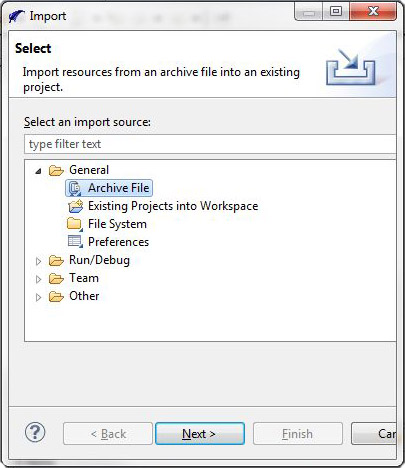 Import
Select
Import resources from an archive file into an existing
project.
Select an import source:
type filter text
General
Archive File
Existing Projects into Workspace
File System
Preferences
Run/Debug
Team
Other
< Back Next > Finish Can